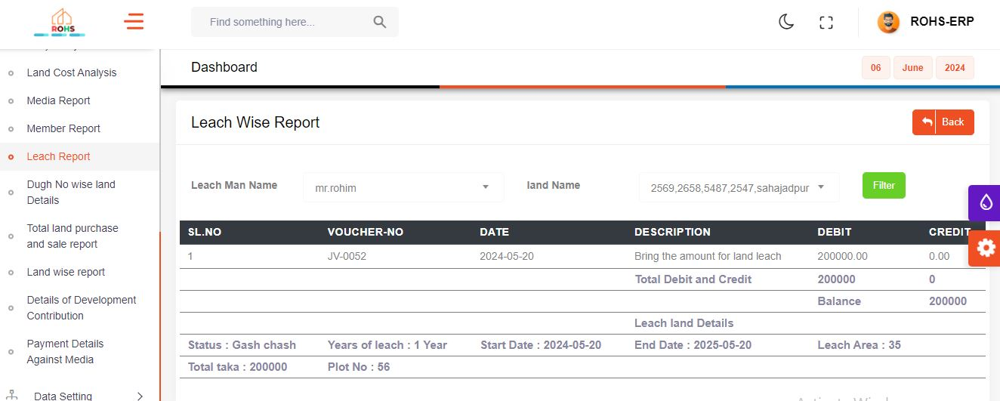 ROHS
Find something here...
ROHS-ERP
Land Cost Analysis
Media Report
Member Report
Leach Report
Dugh No wise land
Details
Total land purchase
and sale report
Land wise report
Details of Development
Contribution
Payment Details
Against Media
Data Setting
Dashboard
06 June 2024
Leach Wise Report
Back
Leach Man Name mr.rohim land Name 2569,2658,5487,2547,sahajadpur Filter
SL.NO VOUCHER-NO DATE DESCRIPTION DEBIT CREDIT
1 JV-0052 2024-05-20 Bring the amount for land leach 200000.00 0.00
Total Debit and Credit 200000 0
Balance 200000
Leach land Details
Status : Gash chash Years of leach : 1 Year Start Date : 2024-05-20 End Date : 2025-05-20 Leach Area : 35
Total taka : 200000 Plot No : 56